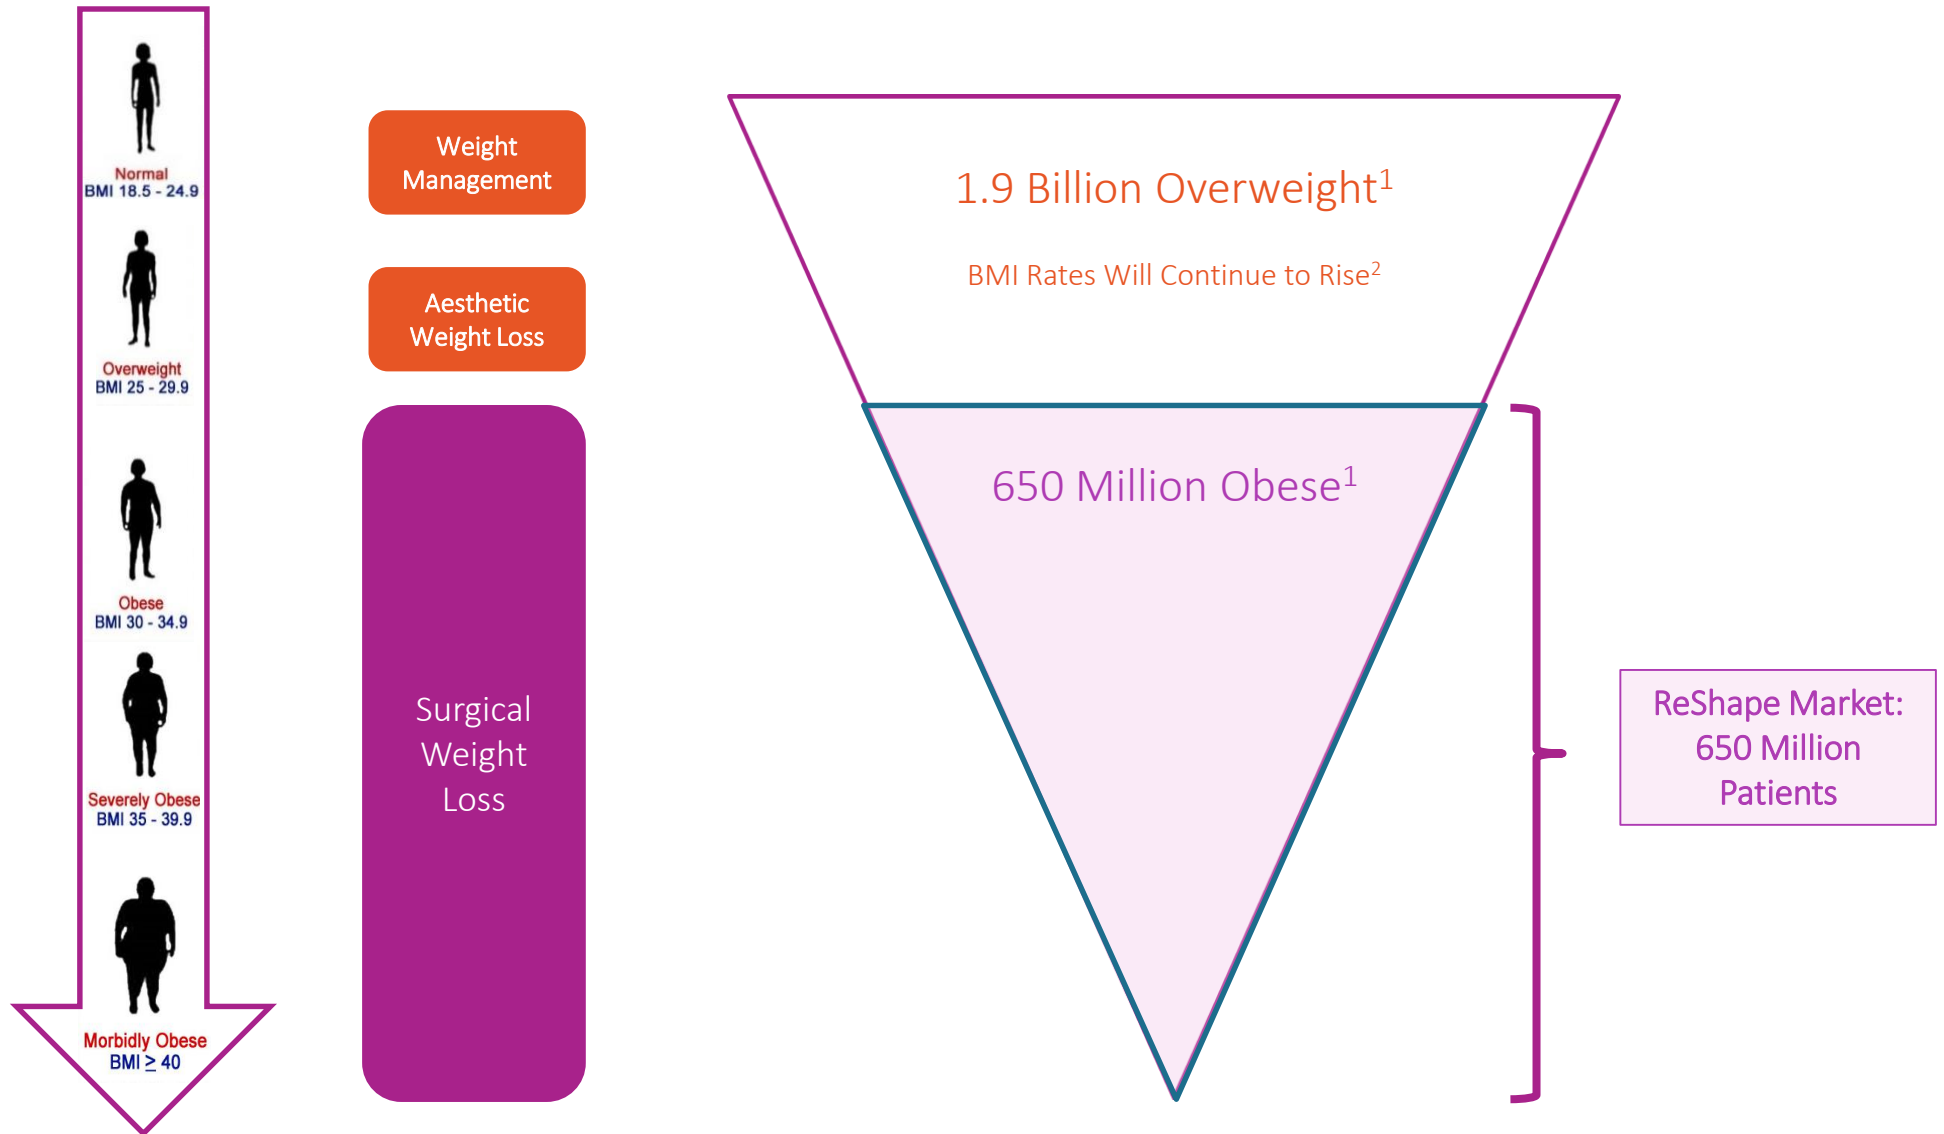 Normal
BMI 18.5 - 24.9
Overweight
BMI 25 - 29.9
Obese
BMI 30 - 34.9
Severely Obese
BMI 35 - 39.9
Morbidly Obese
BMI ≥ 40
Weight
Management
Aesthetic
Weight Loss
Surgical
Weight
Loss
1.9 Billion Overweight¹
BMI Rates Will Continue to Rise²
650 Million Obese¹
ReShape Market:
650 Million
Patients